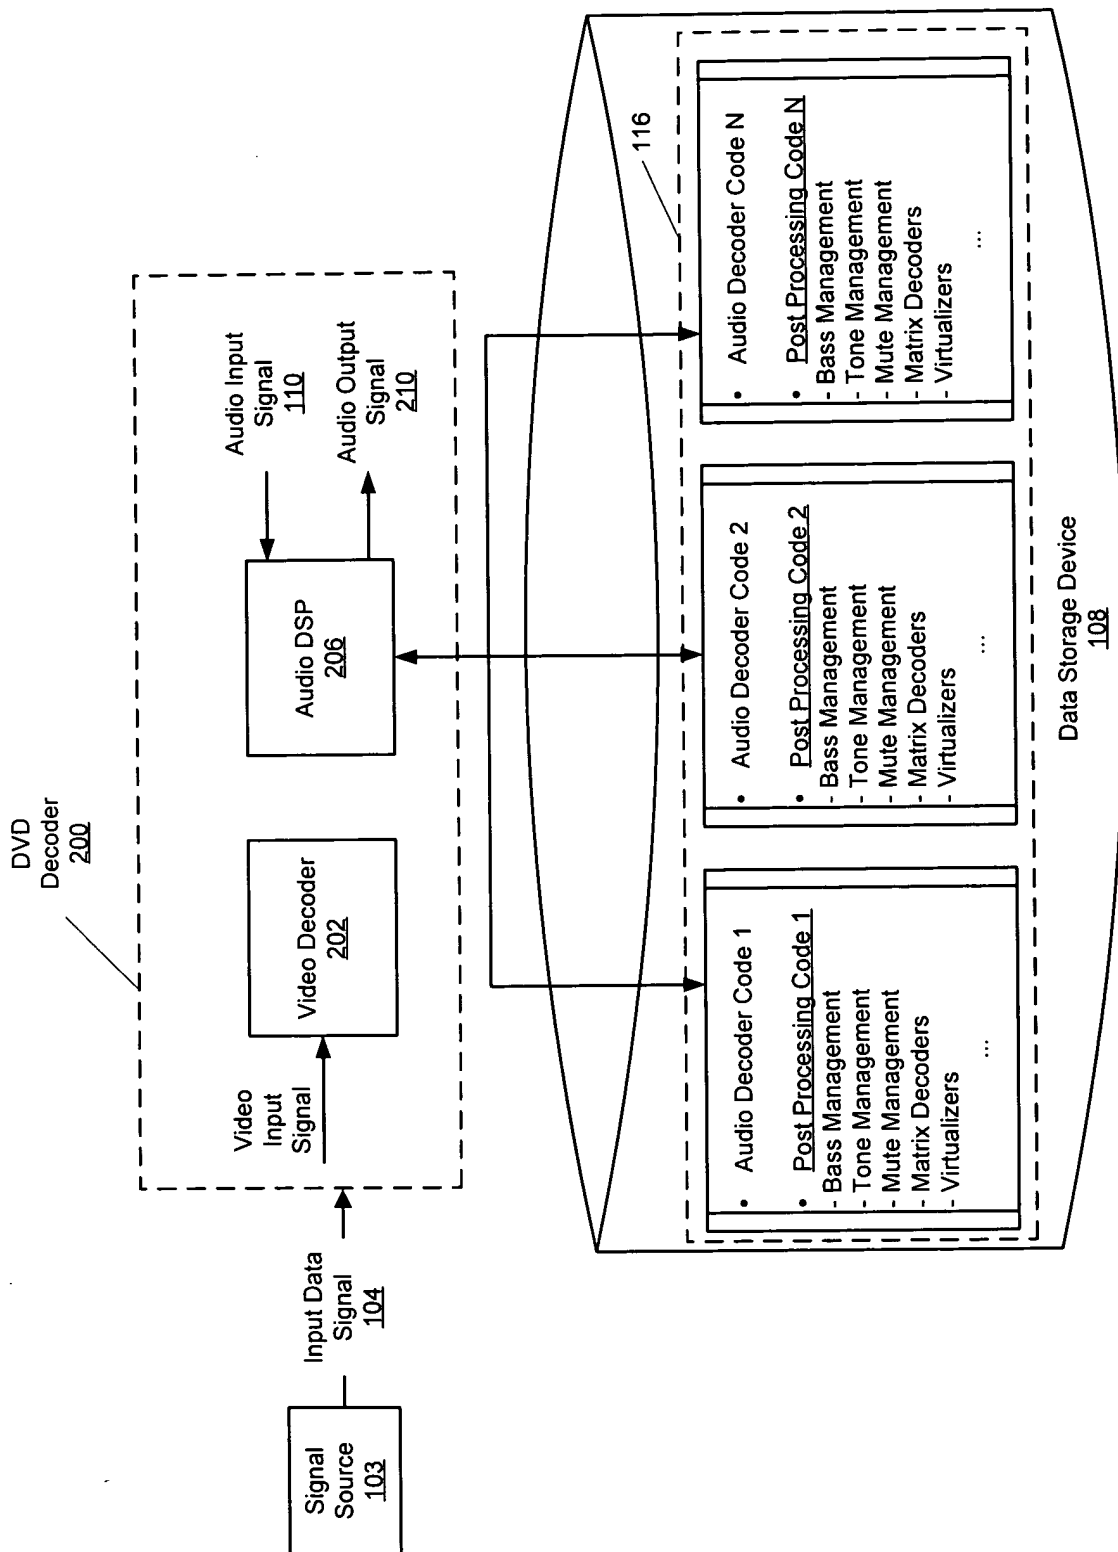 DVD
Decoder
200
Signal
Source
103
Input Data
Signal
104
Video
Input
Signal
Video Decoder
202
Audio DSP
206
Audio Input
Signal
110
Audio Output
Signal
210
116
• Audio Decoder Code 1
• Post Processing Code 1
- Bass Management
- Tone Management
- Mute Management
- Matrix Decoders
- Virtualizers
...
• Audio Decoder Code 2
• Post Processing Code 2
- Bass Management
- Tone Management
- Mute Management
- Matrix Decoders
- Virtualizers
...
• Audio Decoder Code N
• Post Processing Code N
- Bass Management
- Tone Management
- Mute Management
- Matrix Decoders
- Virtualizers
...
Data Storage Device
108